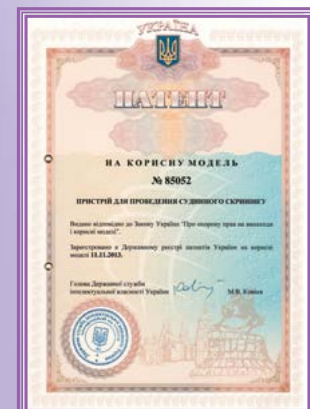 УКРАЇНА
ПАТЕНТ
НА КОРИСНУ МОДЕЛЬ
№ 85052
ПРИСТРІЙ ДЛЯ ПРОВЕДЕННЯ СУДИННОГО СКРИНІНГУ
Видано відповідно до Закону України "Про охорону прав на винаходи
і корисні моделі".
Зареєстровано в Державному реєстрі патентів України на корисні
моделі 11.11.2013.
Голова Державної служби
інтелектуальної власності України
М.В. Ковіня